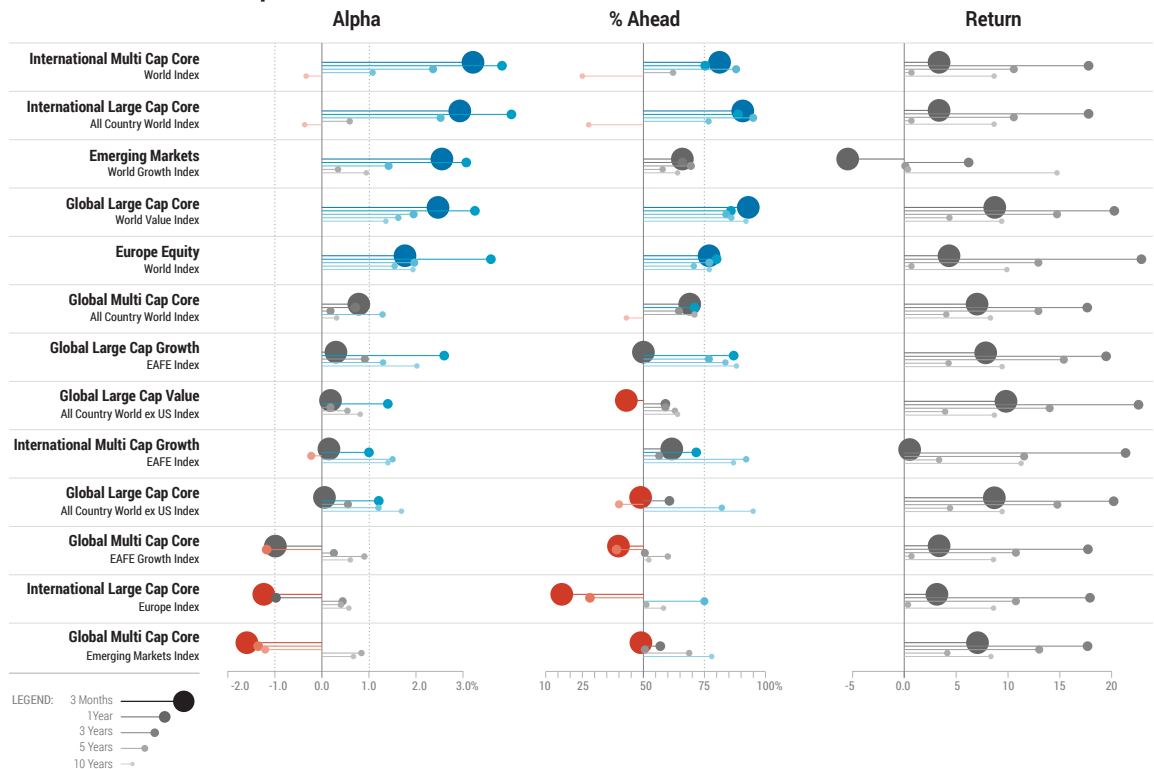 Alpha
% Ahead
Return
International Multi Cap Core
World Index
International Large Cap Core
All Country World Index
Emerging Markets
World Growth Index
Global Large Cap Core
World Value Index
Europe Equity
World Index
Global Multi Cap Core
All Country World Index
Global Large Cap Growth
EAFE Index
Global Large Cap Value
All Country World ex US Index
International Multi Cap Growth
EAFE Index
Global Large Cap Core
All Country World ex US Index
Global Multi Cap Core
EAFE Growth Index
International Large Cap Core
Europe Index
Global Multi Cap Core
Emerging Markets Index
-2.0 -1.0 0.0 1.0 2.0 3.0%
10 25 50 75 100%
-5 0.0 5 10 15 20
LEGEND: 3 Months
1Year
3 Years
5 Years
10 Years